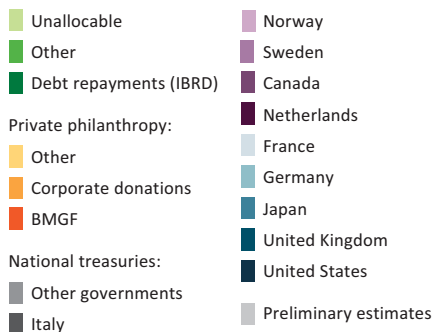 Unallocable
Other
Debt repayments (IBRD)
Private philanthropy:
Other
Corporate donations
BMGF
National treasuries:
Other governments
Italy
Norway
Sweden
Canada
Netherlands
France
Germany
Japan
United Kingdom
United States
Preliminary estimates